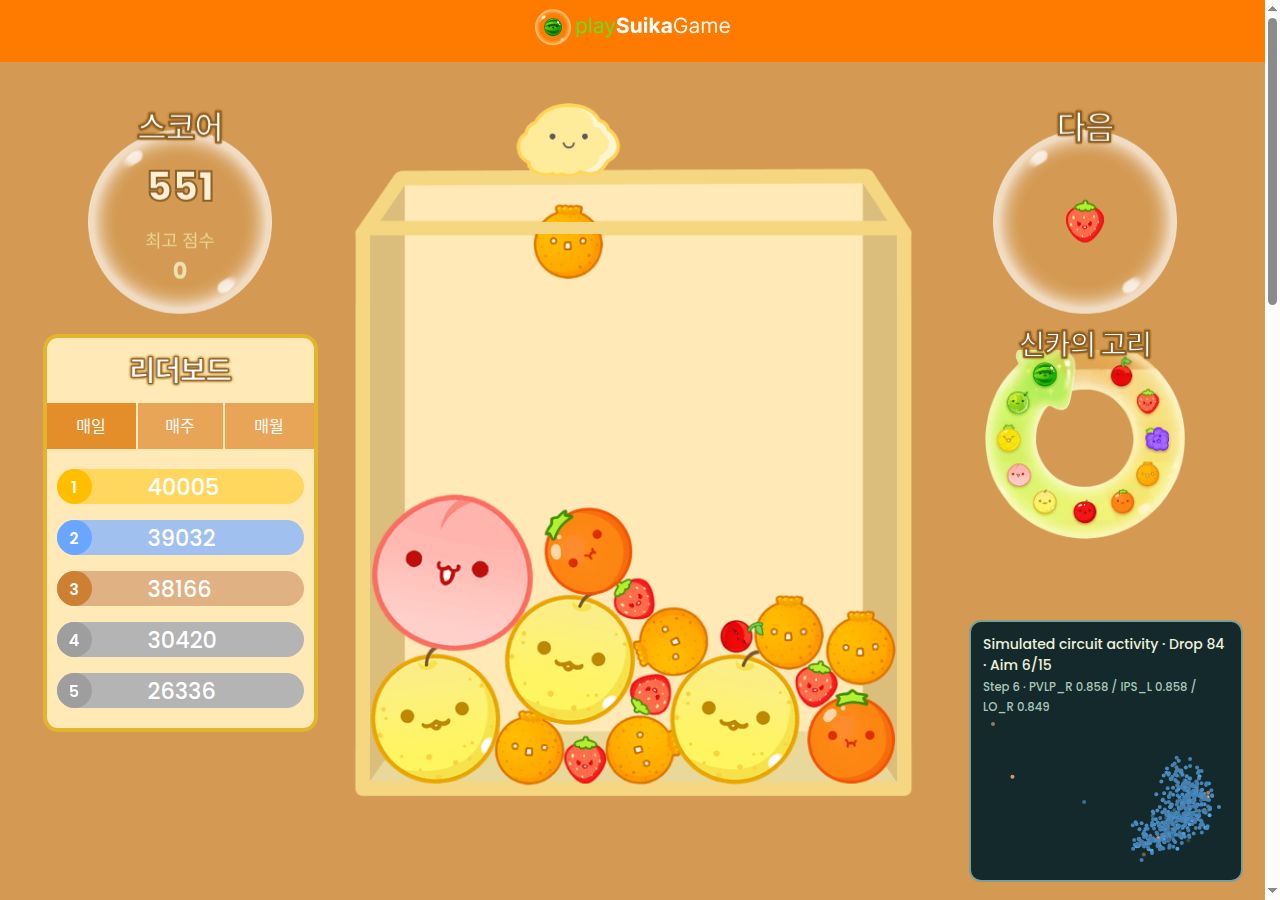 playSuikaGame
스코어
551
최고 점수
0
다음
리더보드
매일 매주 매월
1 40005
2 39032
3 38166
4 30420
5 26336
신카의 고리
Simulated circuit activity · Drop 84
· Aim 6/15
Step 6 · PVLP_R 0.858 / IPS_L 0.858 /
LO_R 0.849